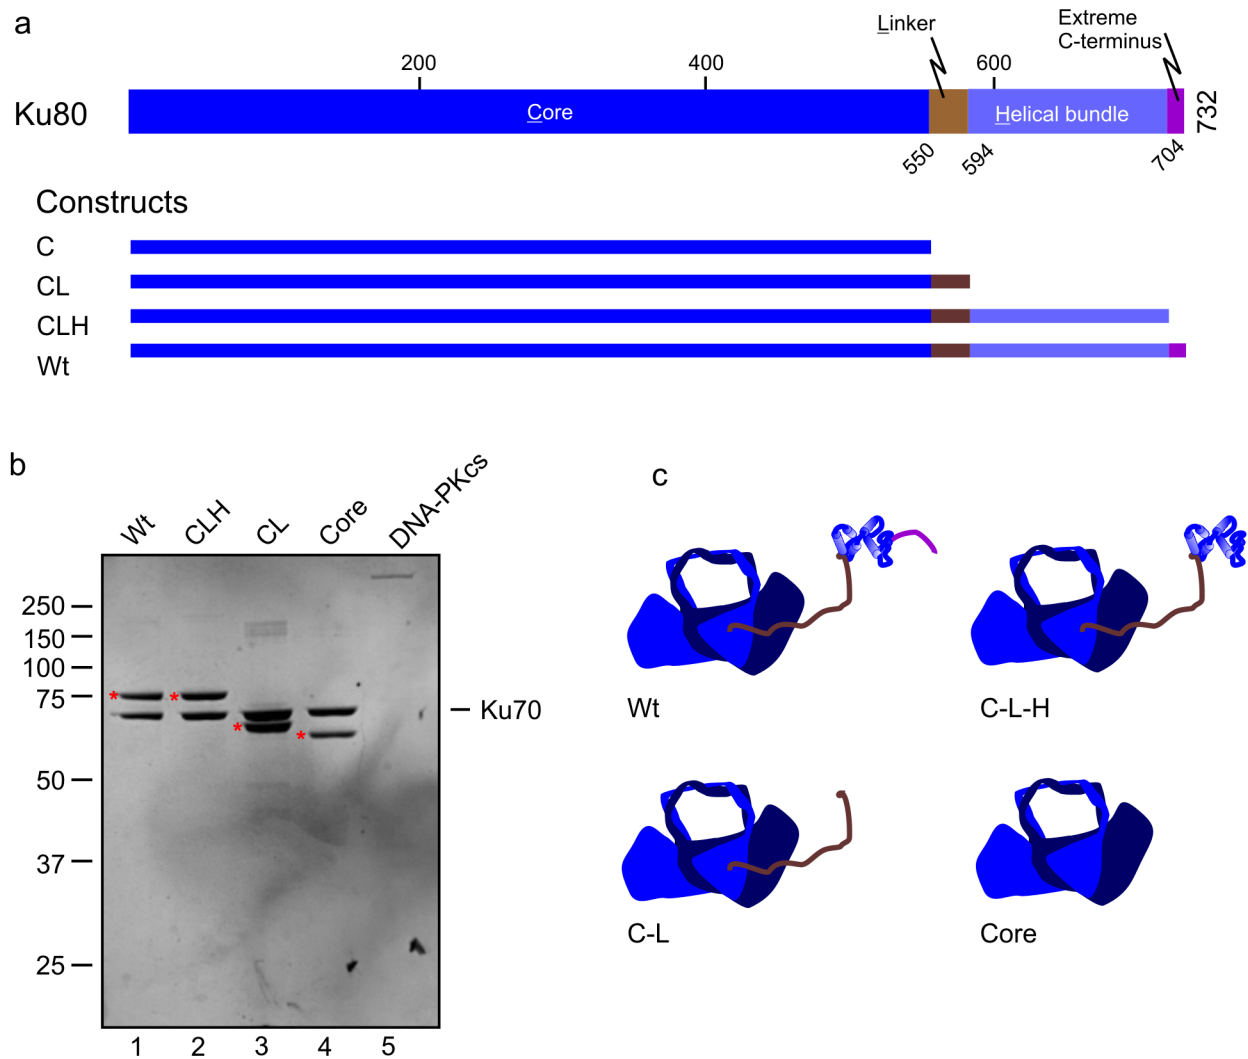 a
Linker
Extreme
C-terminus
200
400
600
Ku80
Core
Helical bundle
732
550
594
704
Constructs
C
CL
CLH
Wt
b
Wt
CLH
CL
Core
DNA-PKcs
250
150
100
75
50
37
25
*
*
*
*
Ku70
1 2 3 4 5
c
Wt
C-L-H
C-L
Core